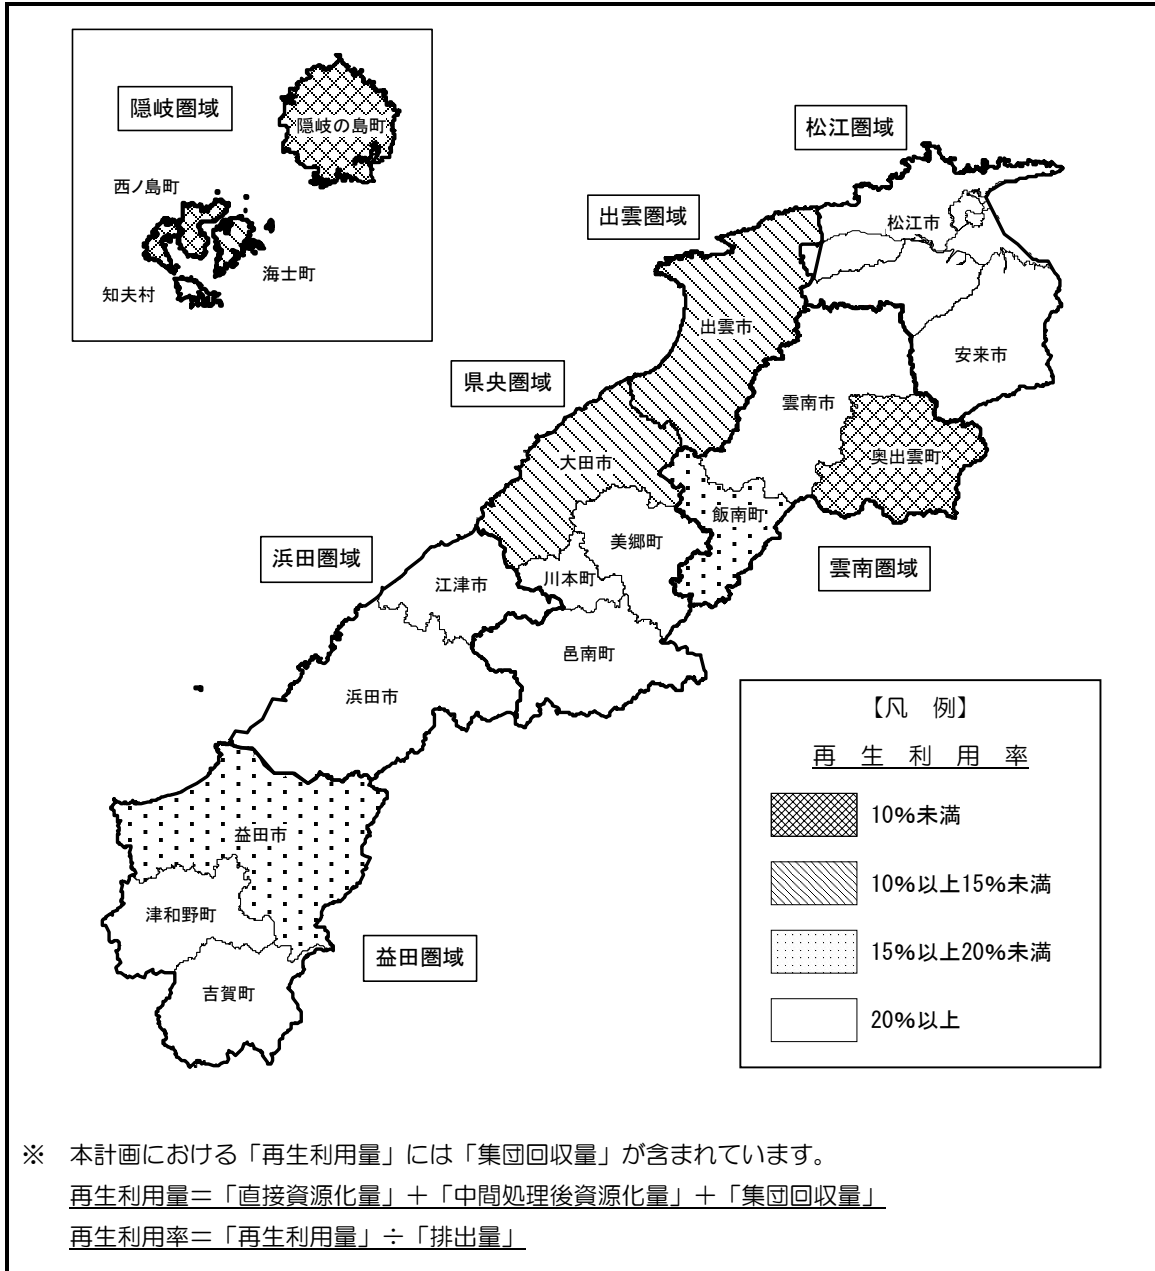 隠岐圏域
隠岐の島町
西ノ島町
海士町
知夫村
松江圏域
出雲圏域
松江市
出雲市
安来市
県央圏域
雲南市
大田市
奥出雲町
飯南町
美郷町
浜田圏域
川本町
江津市
雲南圏域
邑南町
浜田市
益田市
津和野町
益田圏域
吉賀町
【凡　例】
再　生　利　用　率
10%未満
10%以上15%未満
15%以上20%未満
20%以上
※　本計画における「再生利用量」には「集団回収量」が含まれています。
再生利用量＝「直接資源化量」＋「中間処理後資源化量」＋「集団回収量」
再生利用率＝「再生利用量」÷「排出量」